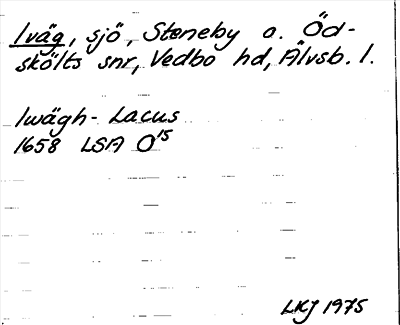 Iväg, sjö, Steneby o. Öd-
skölts snr, Vedbo hd, Älvsb. l.
Iwägh - Lacus
1658 LSA O15
LKJ 1975